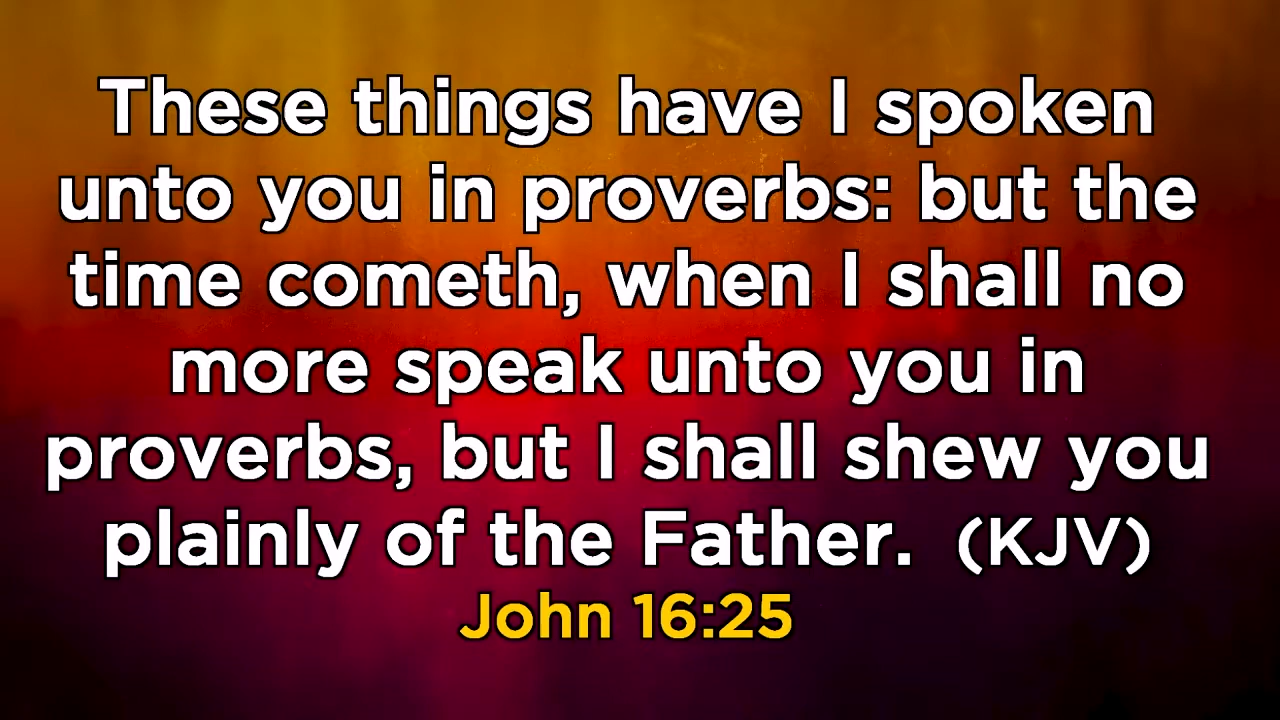 These things have I spoken
unto you in proverbs: but the
time cometh, when I shall no
more speak unto you in
proverbs, but I shall shew you
plainly of the Father.  (KJV)
John 16:25